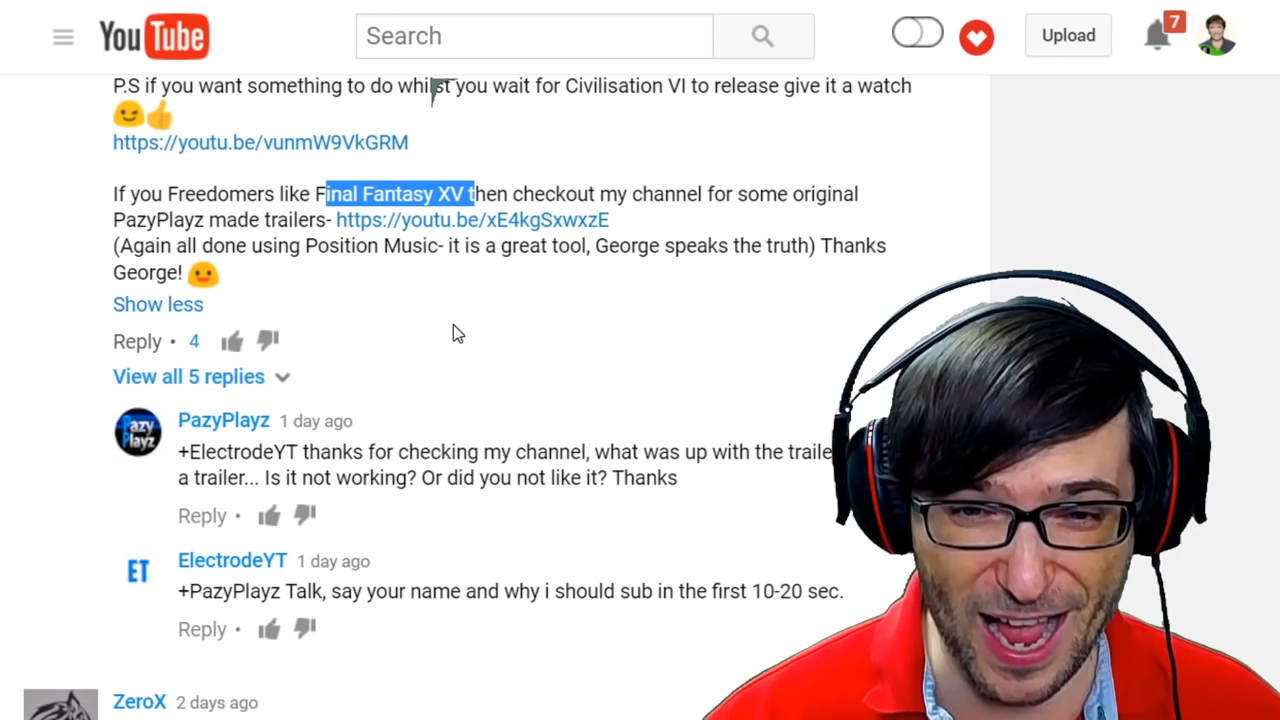 YouTube
Search
Upload
7
P.S if you want something to do whilst you wait for Civilisation VI to release give it a watch
https://youtu.be/vunmW9VkGRM
If you Freedomers like Final Fantasy XV then checkout my channel for some original
PazyPlayz made trailers- https://youtu.be/xE4kgSxwxzE
(Again all done using Position Music- it is a great tool, George speaks the truth) Thanks
George!
Show less
Reply • 4
View all 5 replies
Pazy
Playz
PazyPlayz 1 day ago
+ElectrodeYT thanks for checking my channel, what was up with the traile
a trailer... Is it not working? Or did you not like it? Thanks
Reply •
ET
ElectrodeYT 1 day ago
+PazyPlayz Talk, say your name and why i should sub in the first 10-20 sec.
Reply •
ZeroX 2 days ago